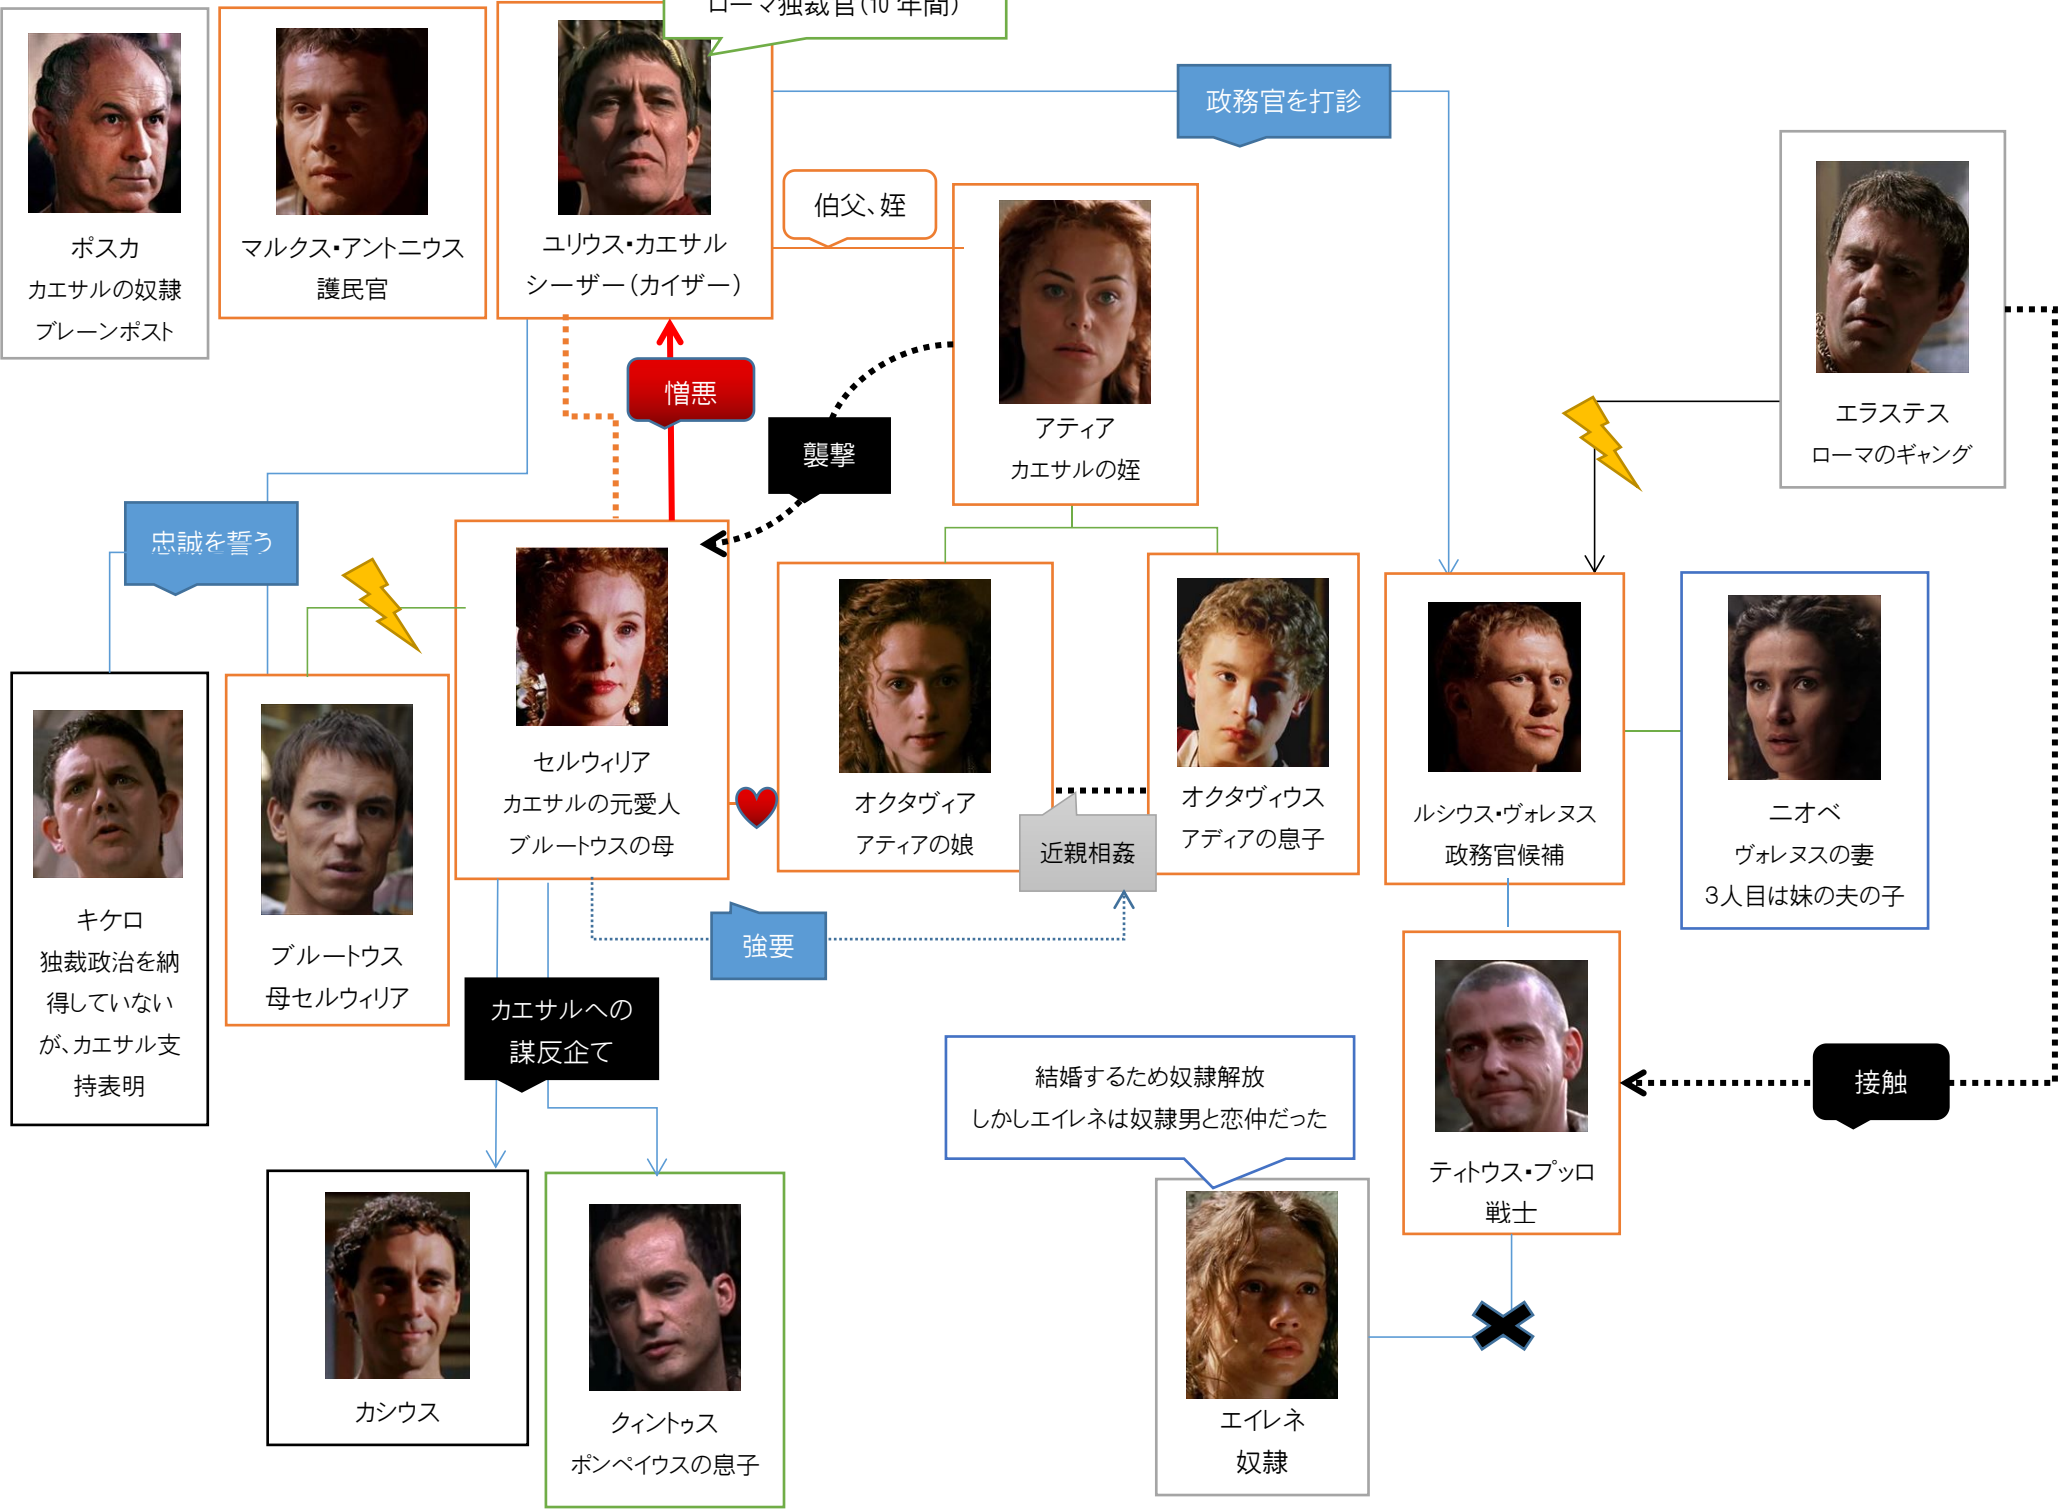 ローマ独裁官(10 年間)
政務官を打診
伯父、姪
ポスカ
カエサルの奴隷
ブレーンポスト
マルクス・アントニウス
護民官
ユリウス・カエサル
シーザー(カイザー)
憎悪
襲撃
アティア
カエサルの姪
エラステス
ローマのギャング
忠誠を誓う
セルウィリア
カエサルの元愛人
ブルートウスの母
オクタヴィア
アティアの娘
近親相姦
オクタヴィウス
アディアの息子
ルシウス・ヴォレヌス
政務官候補
ニオベ
ヴォレヌスの妻
3人目は妹の夫の子
キケロ
独裁政治を納
得していない
が、カエサル支
持表明
ブルートウス
母セルウィリア
強要
カエサルへの
謀反企て
結婚するため奴隷解放
しかしエイレネは奴隷男と恋仲だった
ティトウス・プッロ
戦士
接触
カシウス
クィントゥス
ポンペイウスの息子
エイレネ
奴隷